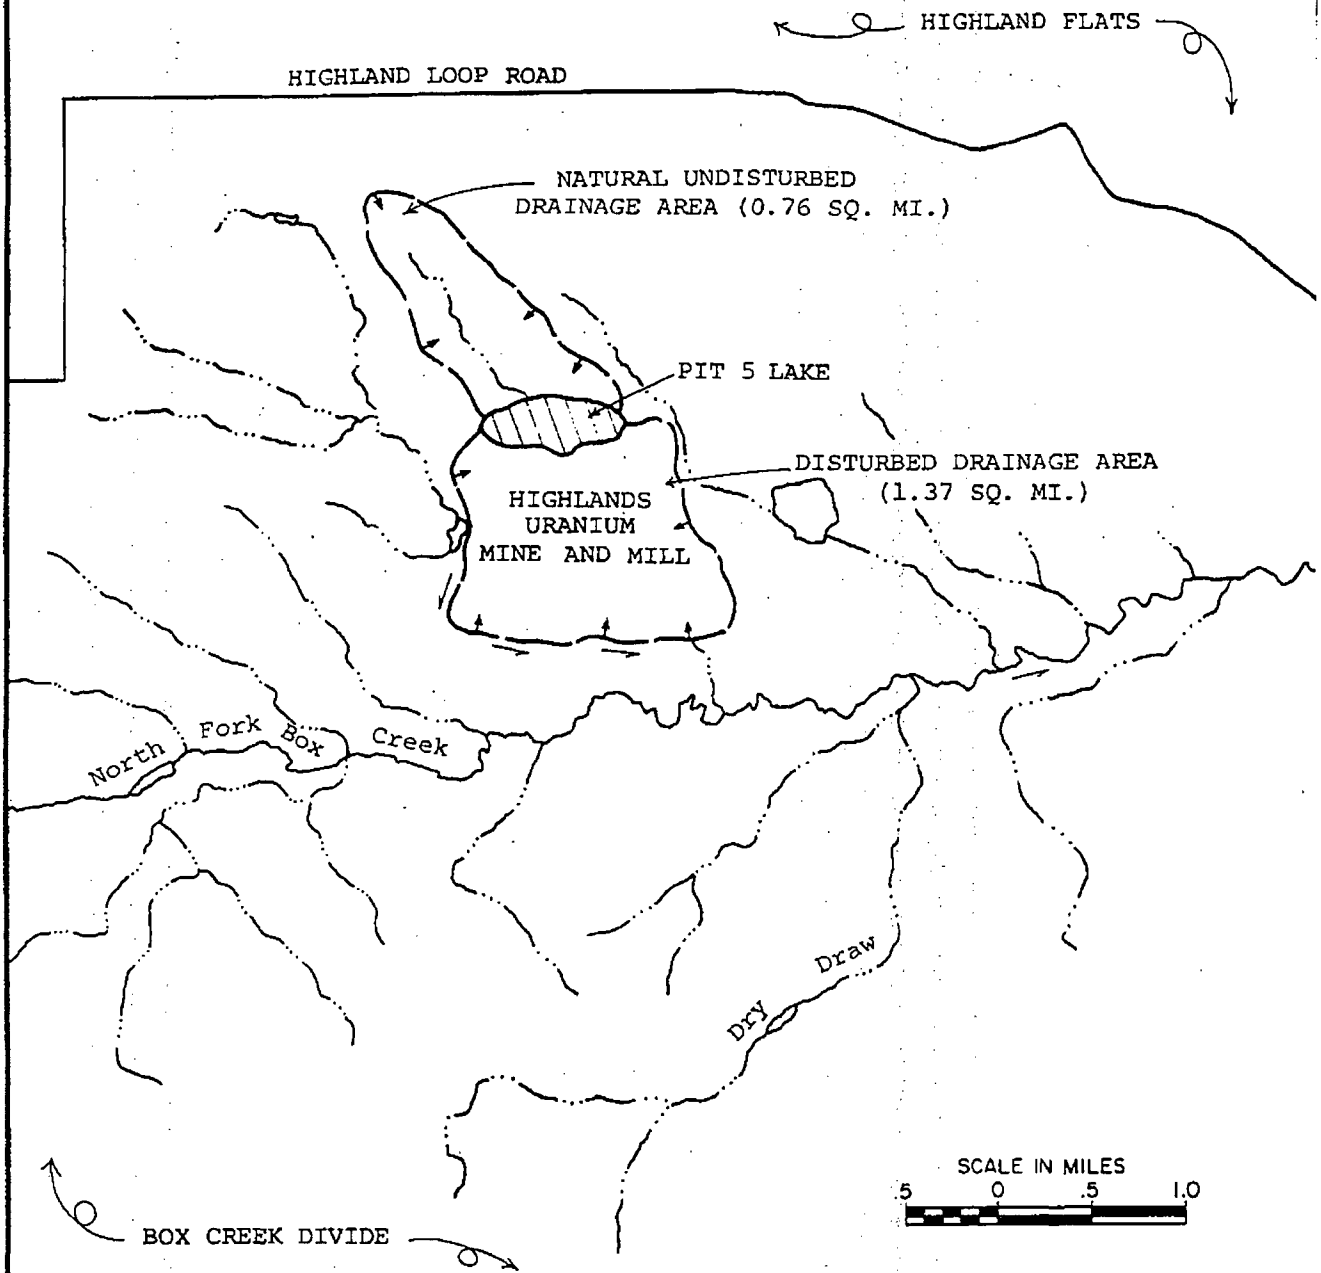 HIGHLAND FLATS
HIGHLAND LOOP ROAD
NATURAL UNDISTURBED
DRAINAGE AREA (0.76 SQ. MI.)
PIT 5 LAKE
DISTURBED DRAINAGE AREA
(1.37 SQ. MI.)
HIGHLANDS
URANIUM
MINE AND MILL
North Fork Box Creek
Dry Draw
SCALE IN MILES
.5 0 .5 1.0
BOX CREEK DIVIDE